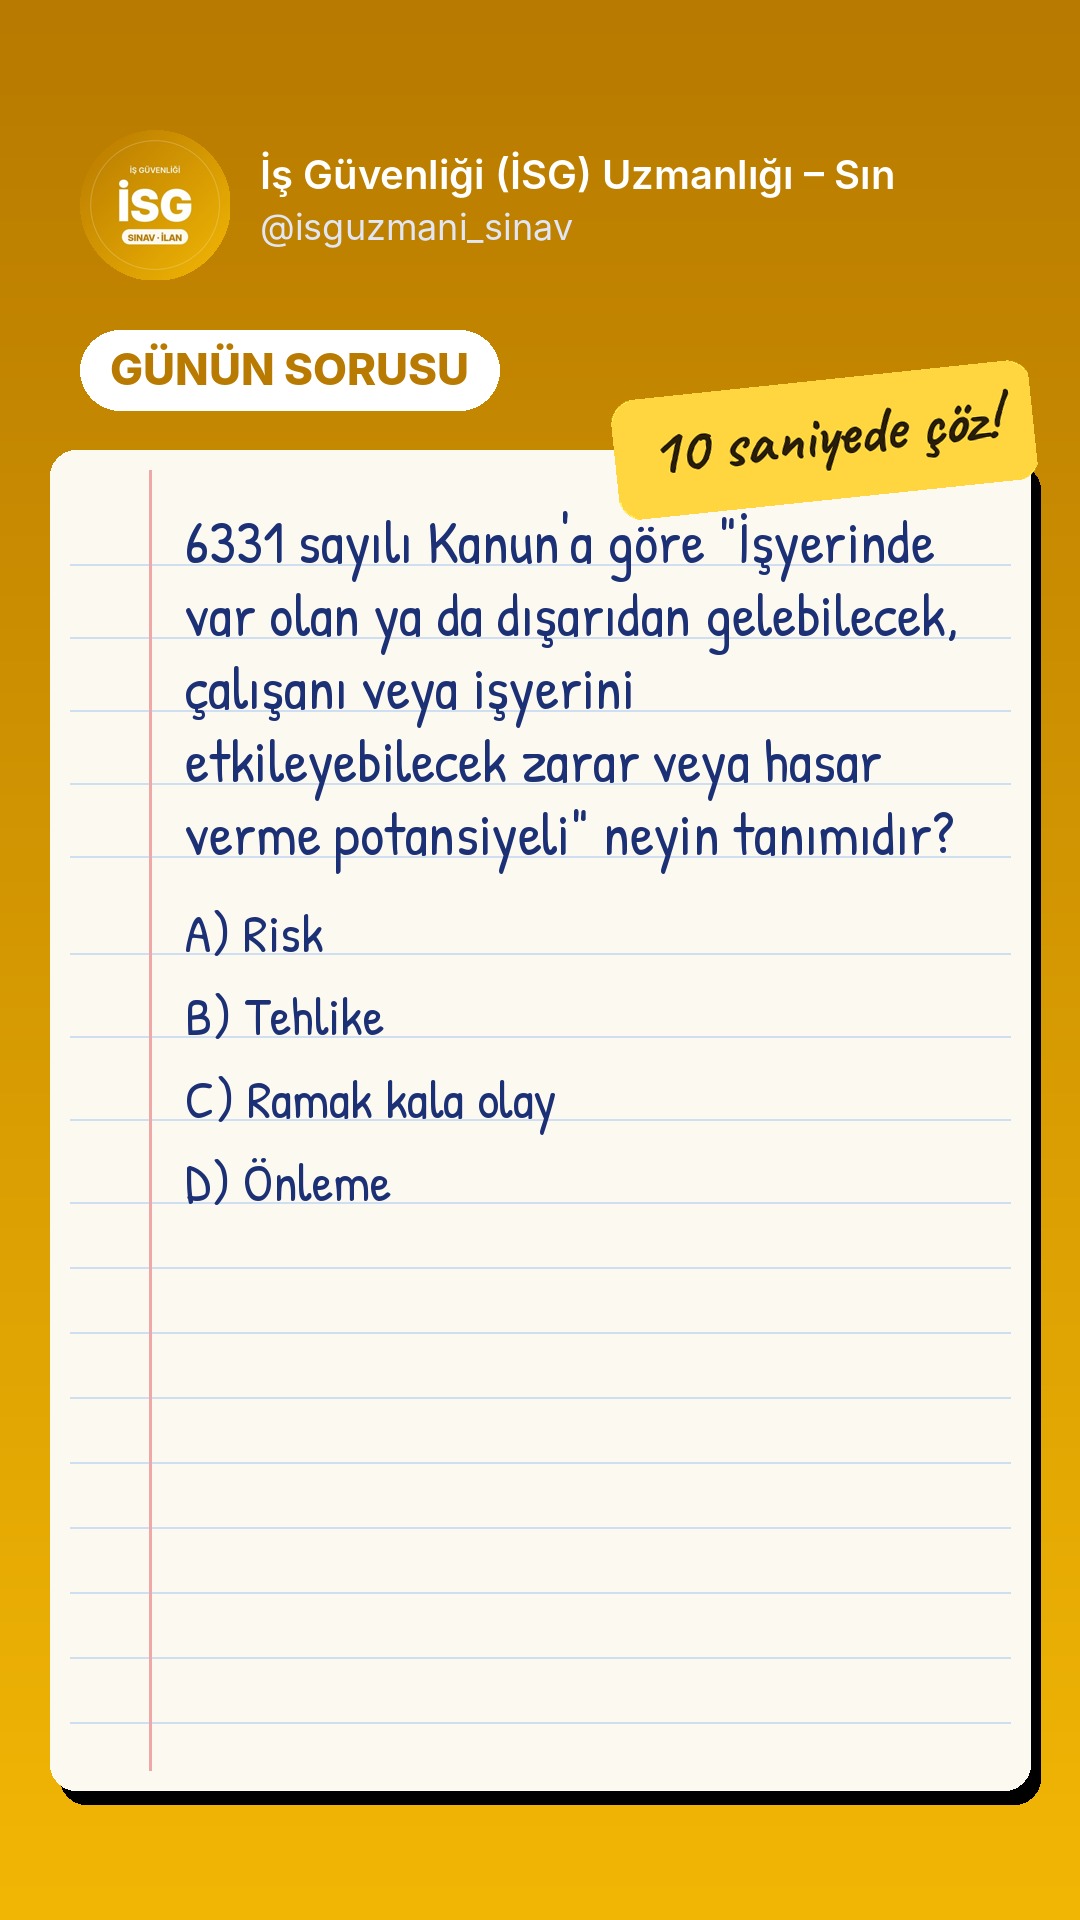 İŞ GÜVENLİĞİ
İSG
SINAV · İLAN
İş Güvenliği (İSG) Uzmanlığı – Sın
@isguzmani_sinav
GÜNÜN SORUSU
10 saniyede çöz!
6331 sayılı Kanun'a göre "İşyerinde
var olan ya da dışarıdan gelebilecek,
çalışanı veya işyerini
etkileyebilecek zarar veya hasar
verme potansiyeli" neyin tanımıdır?
A) Risk
B) Tehlike
C) Ramak kala olay
D) Önleme